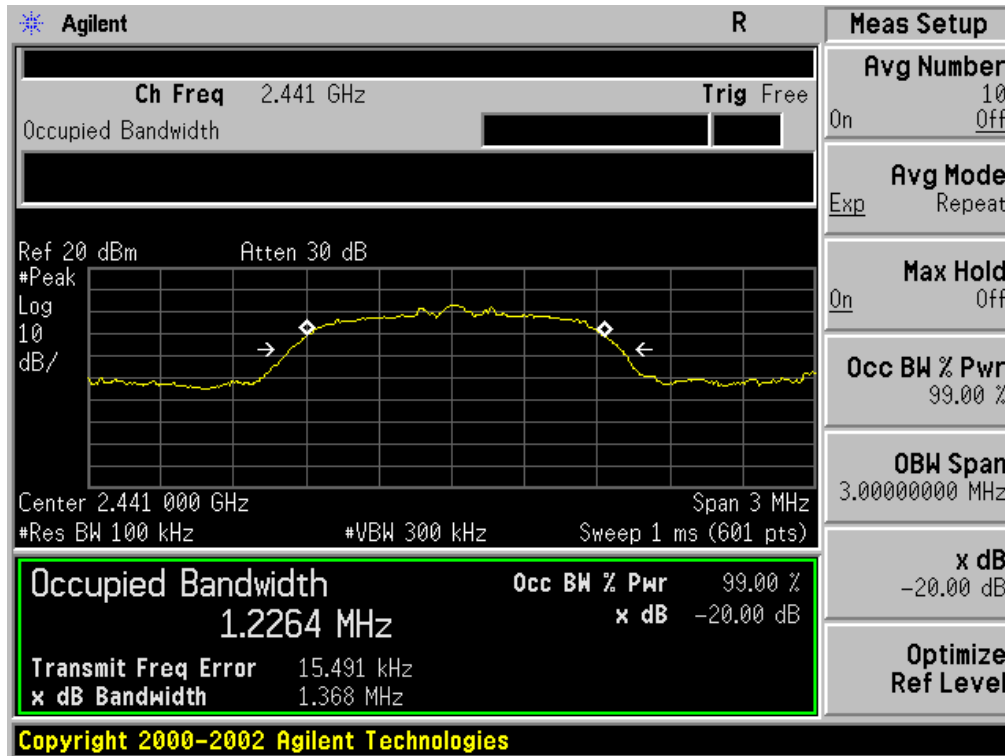 Agilent R Meas Setup
Avg Number
10
On Off
Ch Freq 2.441 GHz Trig Free
Occupied Bandwidth
Avg Mode
Exp Repeat
Ref 20 dBm Atten 30 dB
#Peak
Log
10
dB/
Max Hold
On Off
Occ BW % Pwr
99.00 %
OBW Span
3.00000000 MHz
Center 2.441 000 GHz Span 3 MHz
#Res BW 100 kHz #VBW 300 kHz Sweep 1 ms (601 pts)
x dB
-20.00 dB
Occupied Bandwidth Occ BW % Pwr 99.00 %
1.2264 MHz x dB -20.00 dB
Transmit Freq Error 15.491 kHz
x dB Bandwidth 1.368 MHz
Optimize
Ref Level
Copyright 2000-2002 Agilent Technologies